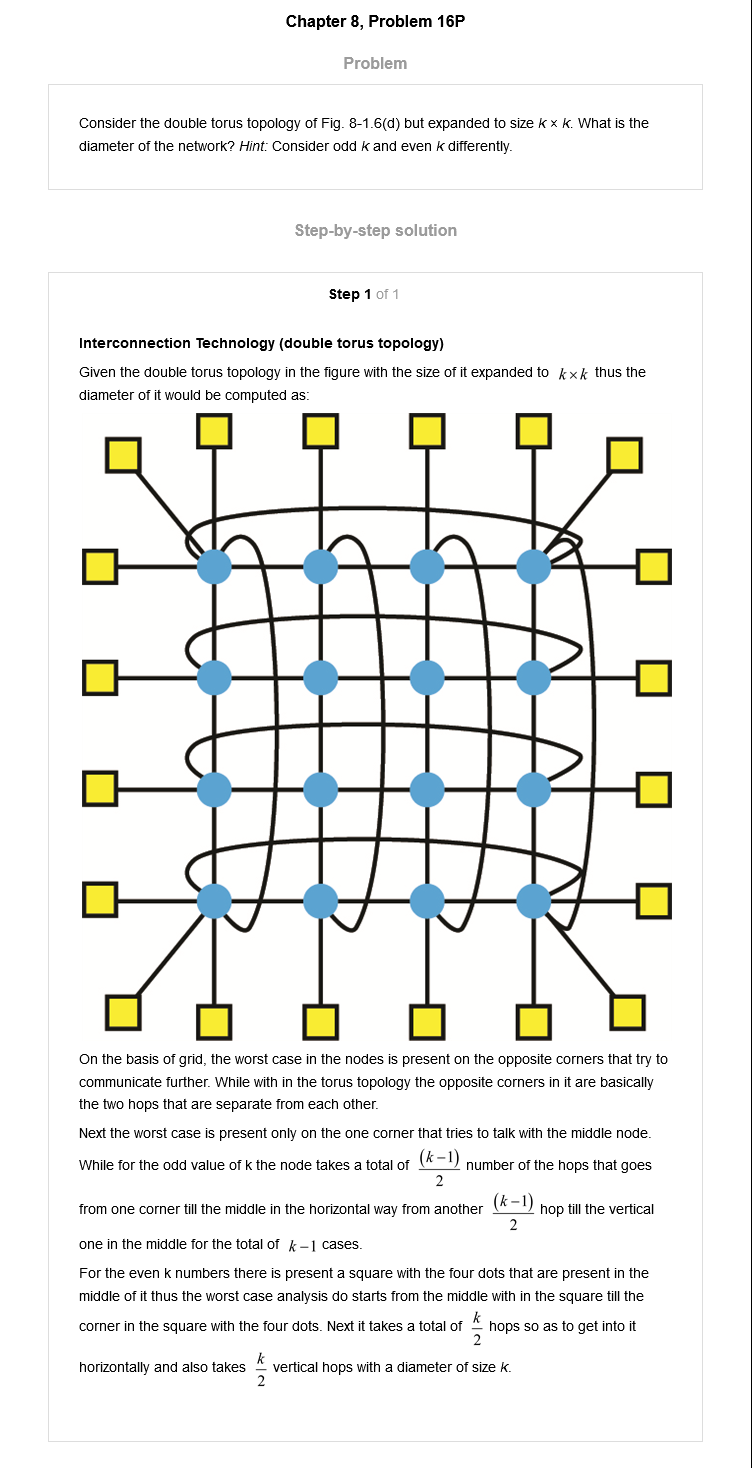 Chapter 8, Problem 16P
Problem
Consider the double torus topology of Fig. 8-1.6(d) but expanded to size k × k. What is the
diameter of the network? Hint: Consider odd k and even k differently.
Step-by-step solution
Step 1 of 1
Interconnection Technology (double torus topology)
Given the double torus topology in the figure with the size of it expanded to k×k thus the
diameter of it would be computed as:
On the basis of grid, the worst case in the nodes is present on the opposite corners that try to
communicate further. While with in the torus topology the opposite corners in it are basically
the two hops that are separate from each other.
Next the worst case is present only on the one corner that tries to talk with the middle node.
While for the odd value of k the node takes a total of (k−1)/2 number of the hops that goes
from one corner till the middle in the horizontal way from another (k−1)/2 hop till the vertical
one in the middle for the total of k−1 cases.
For the even k numbers there is present a square with the four dots that are present in the
middle of it thus the worst case analysis do starts from the middle with in the square till the
corner in the square with the four dots. Next it takes a total of k/2 hops so as to get into it
horizontally and also takes k/2 vertical hops with a diameter of size k.